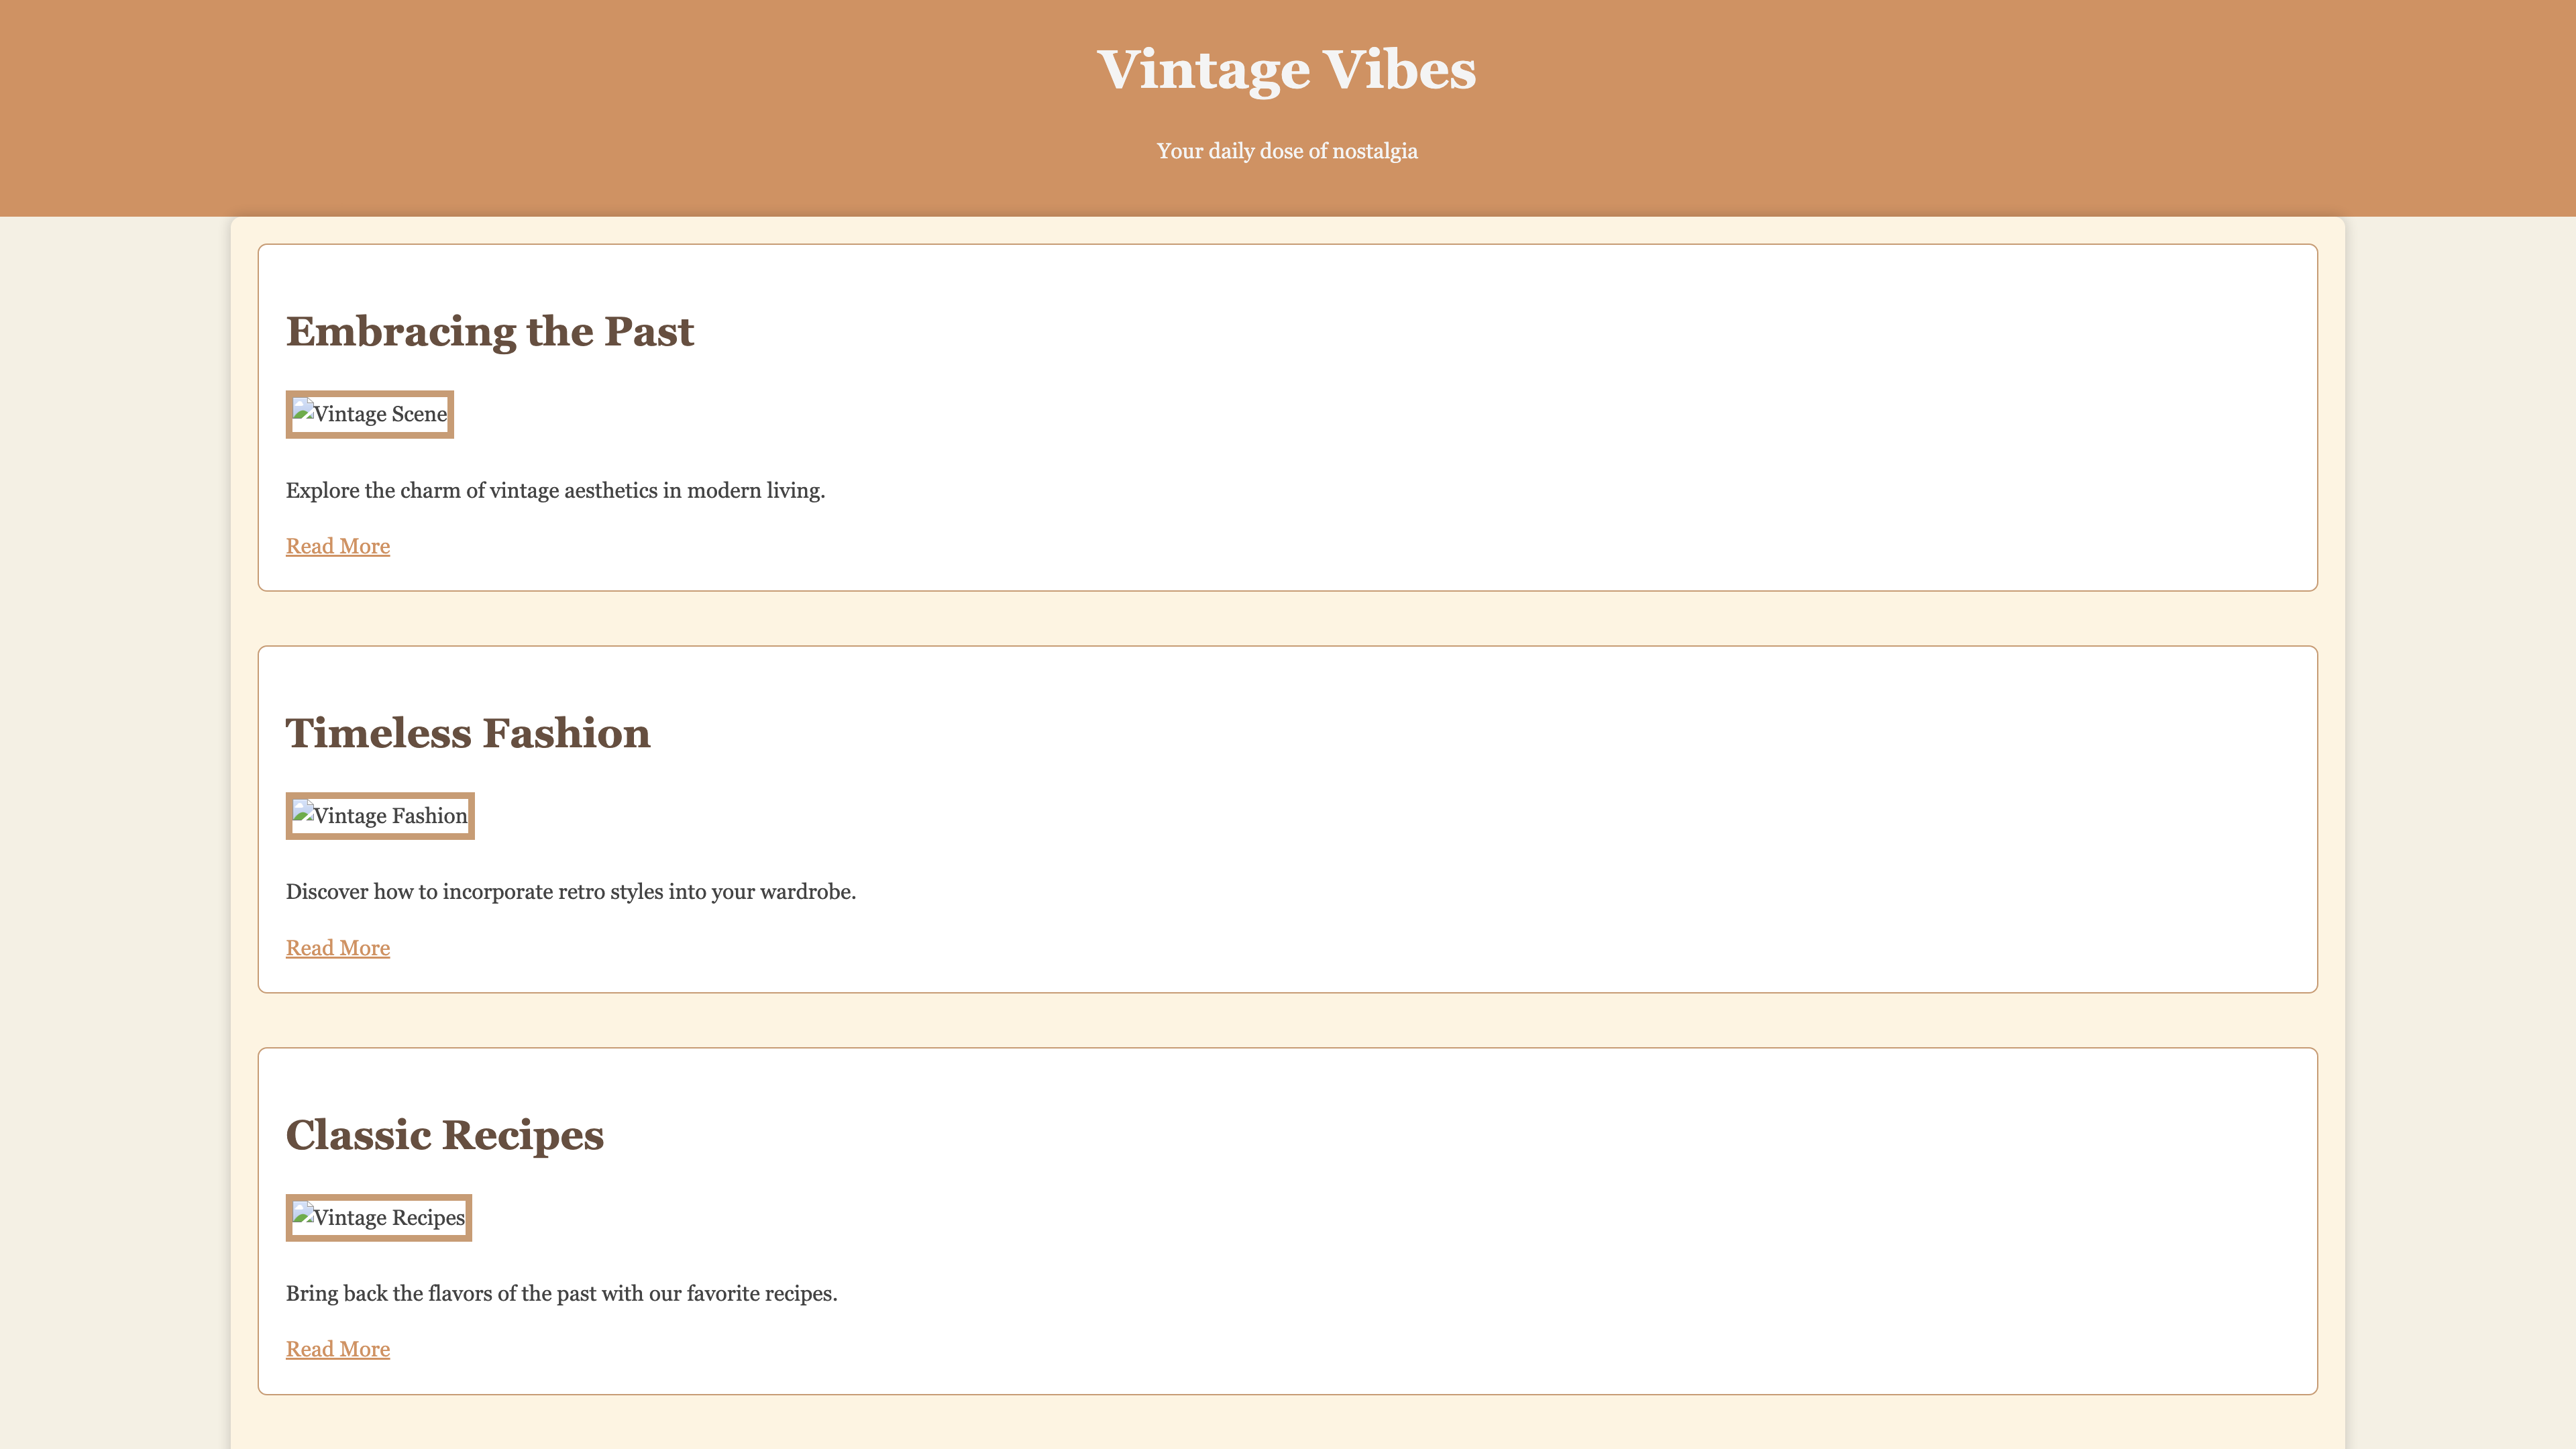 Vintage Vibes
Your daily dose of nostalgia
Embracing the Past
Vintage Scene
Explore the charm of vintage aesthetics in modern living.
Read More
Timeless Fashion
Vintage Fashion
Discover how to incorporate retro styles into your wardrobe.
Read More
Classic Recipes
Vintage Recipes
Bring back the flavors of the past with our favorite recipes.
Read More